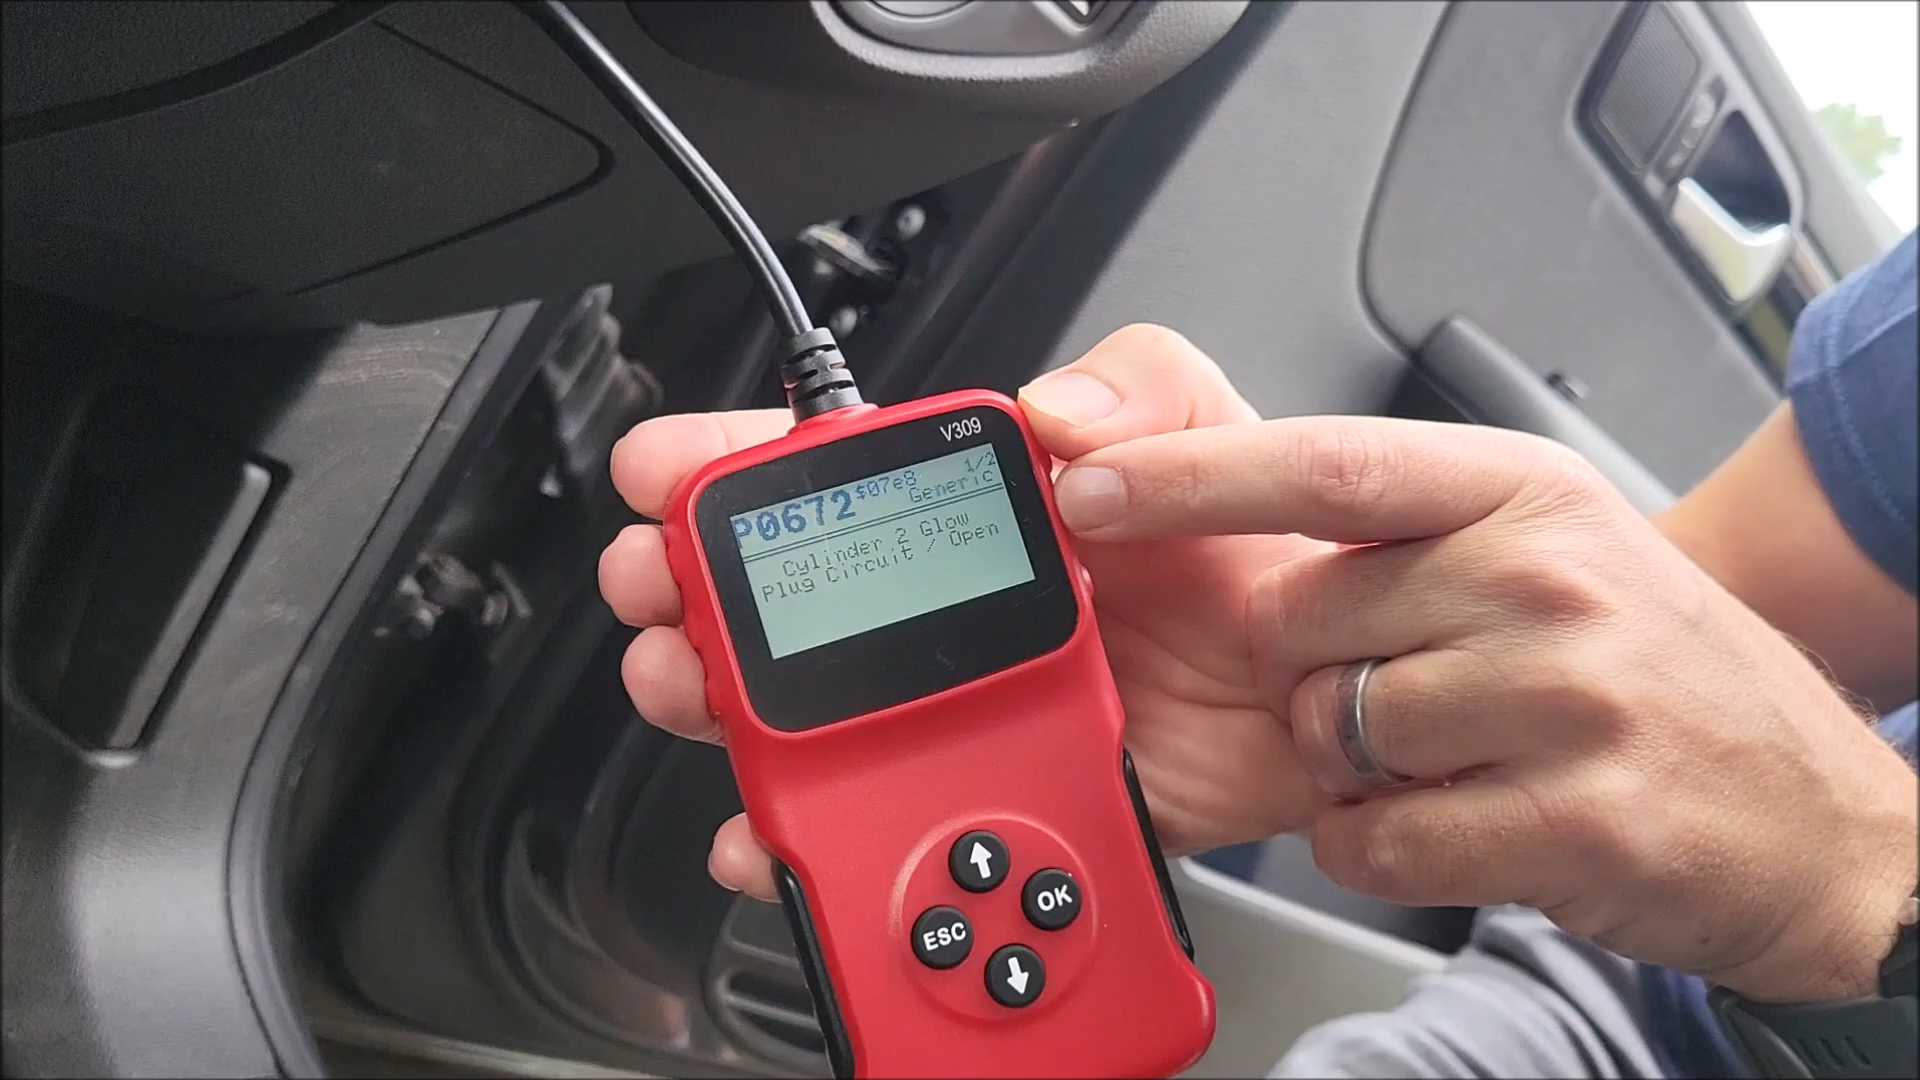 V309
P0672 $07e8 1/2
Generic
Cylinder 2 Glow
Plug Circuit / Open
OK
ESC